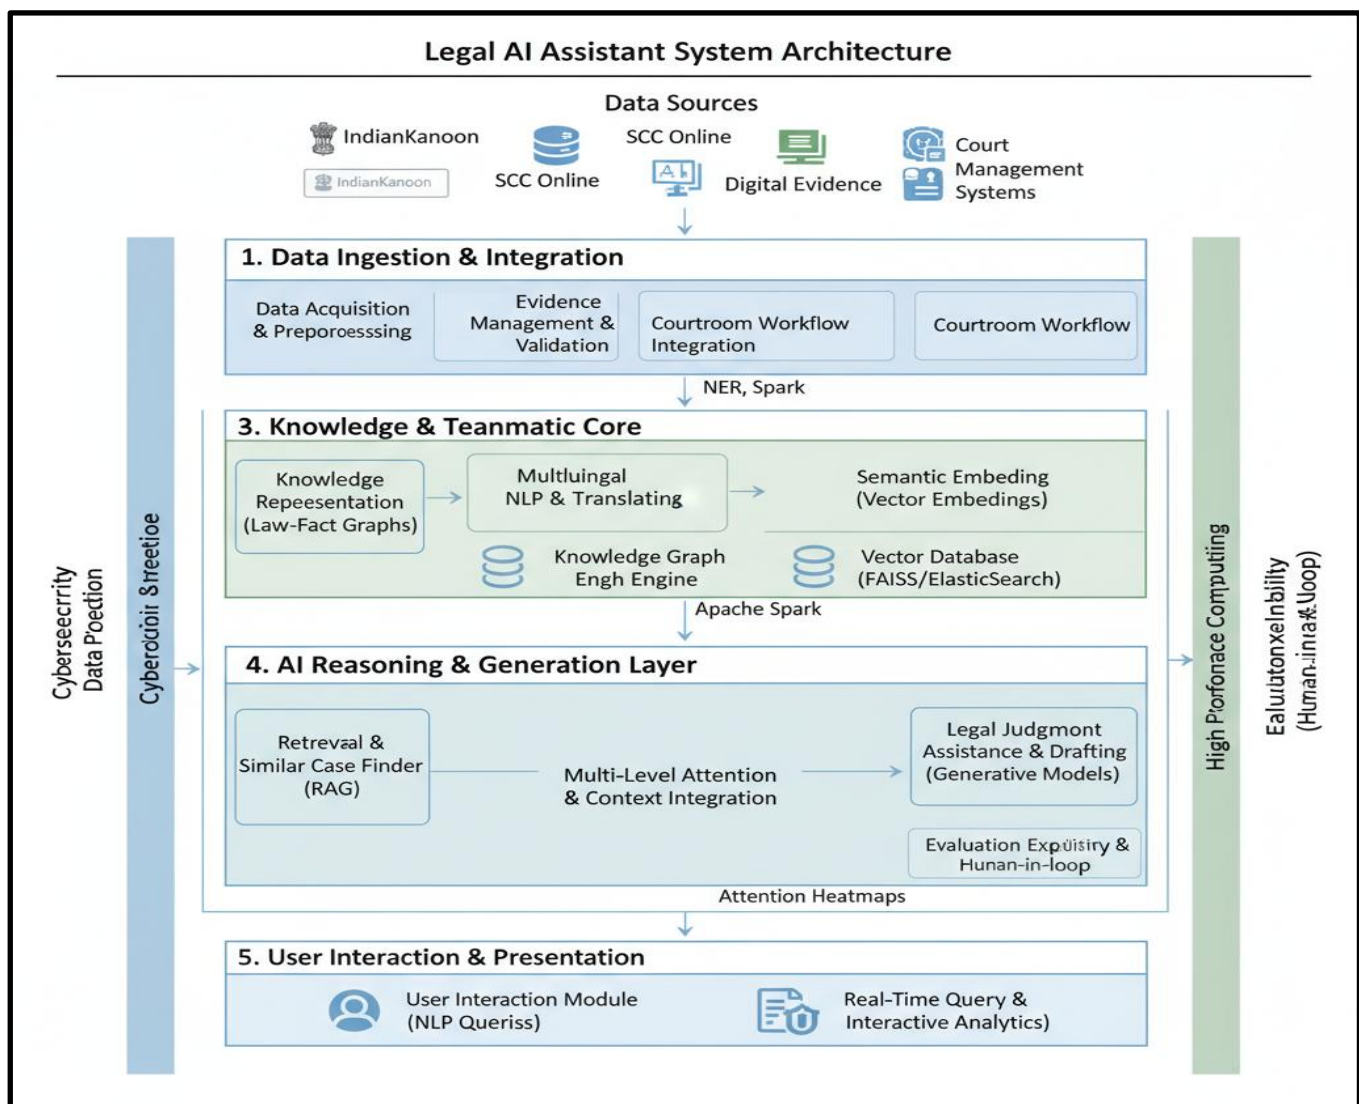 Legal AI Assistant System Architecture
Data Sources
IndianKanoon
IndianKanoon
SCC Online
SCC Online
Digital Evidence
Court
Management
Systems
1. Data Ingestion & Integration
Data Acquisition
& Preporoesssing
Evidence
Management &
Validation
Courtroom Workflow
Integration
Courtroom Workflow
NER, Spark
3. Knowledge & Teanmatic Core
Knowledge
Repeesentation
(Law-Fact Graphs)
Multluingal
NLP & Translating
Semantic Embeding
(Vector Embedings)
Knowledge Graph
Engh Engine
Vector Database
(FAISS/ElasticSearch)
Apache Spark
4. AI Reasoning & Generation Layer
Retrevaal &
Similar Case Finder
(RAG)
Multi-Level Attention
& Context Integration
Legal Judgmont
Assistance & Drafting
(Generative Models)
Evaluation &
Hunan-in-loop
Attention Heatmaps
5. User Interaction & Presentation
User Interaction Module
(NLP Queriss)
Real-Time Query &
Interactive Analytics)
Cybersecrrity
Data
High Computing